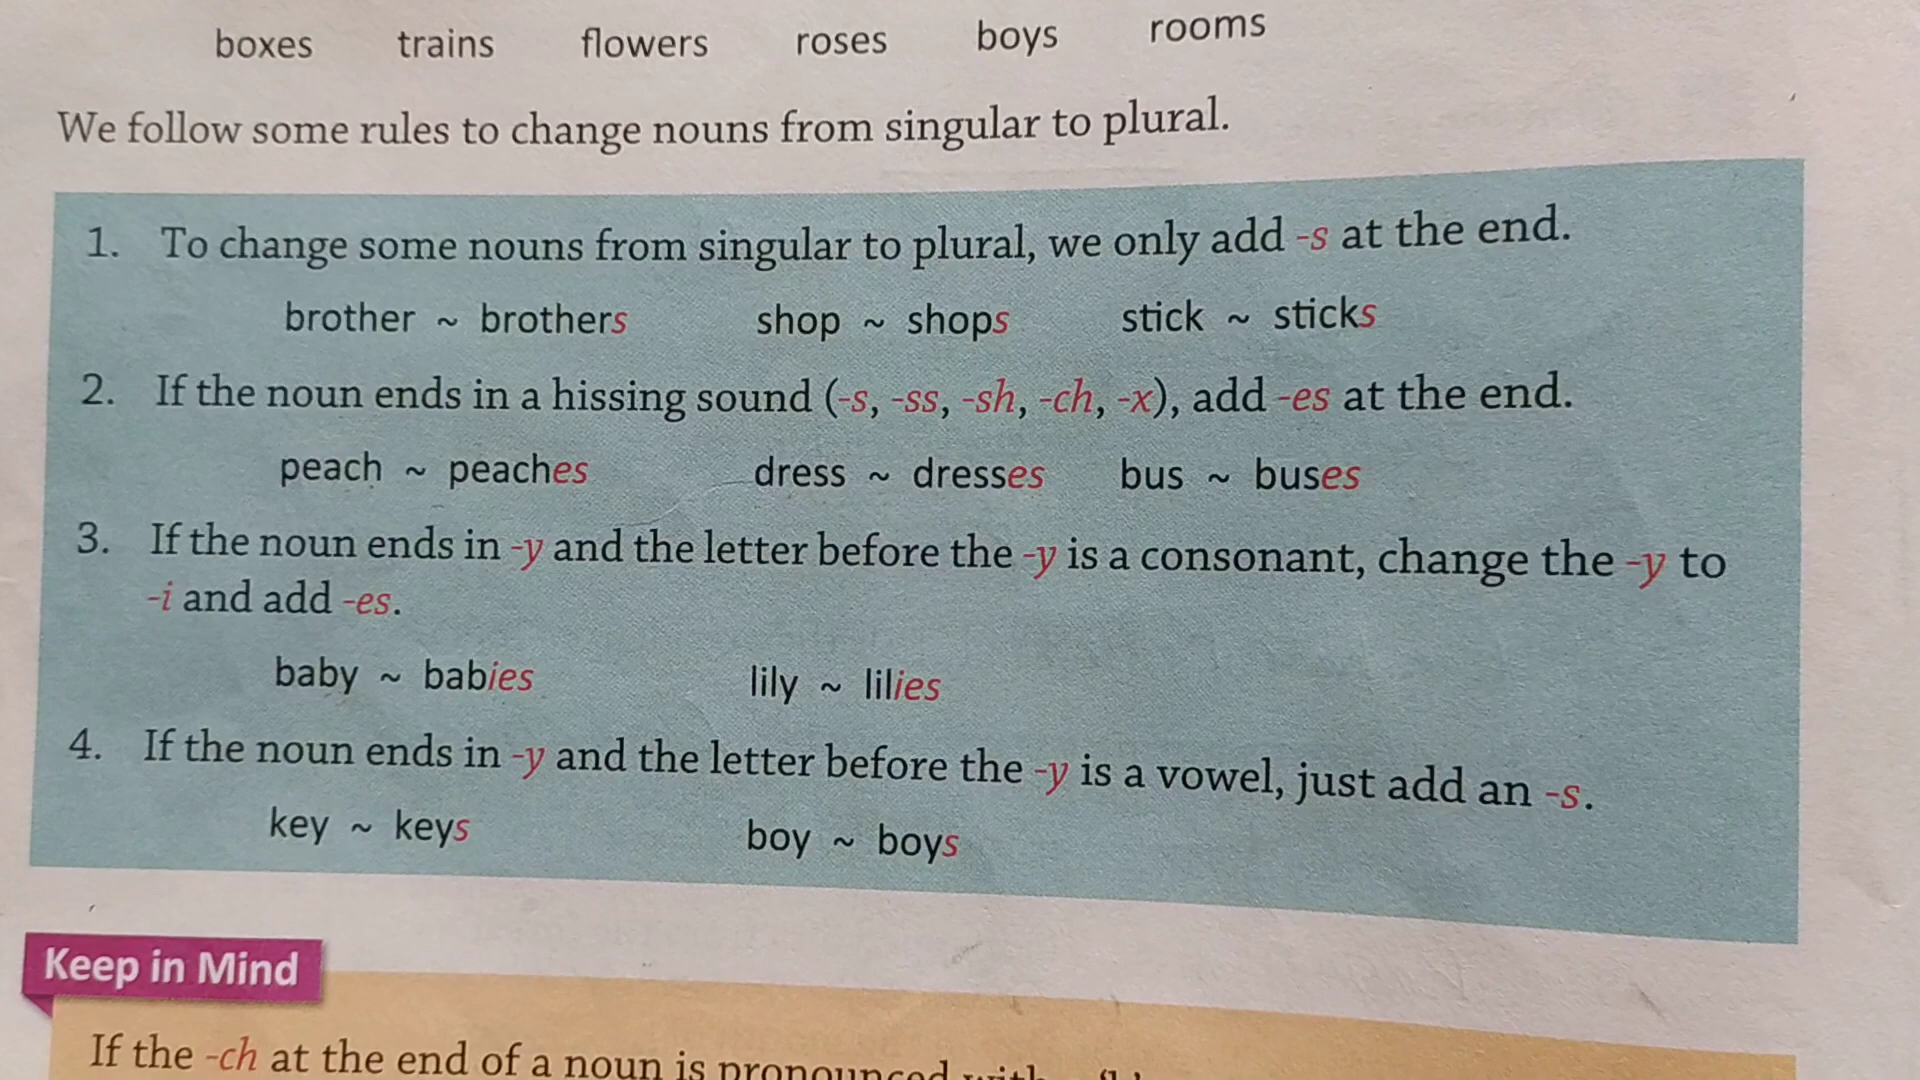 boxes trains flowers roses boys rooms
We follow some rules to change nouns from singular to plural.
1. To change some nouns from singular to plural, we only add -s at the end.
brother ~ brothers shop ~ shops stick ~ sticks
2. If the noun ends in a hissing sound (-s, -ss, -sh, -ch, -x), add -es at the end.
peach ~ peaches dress ~ dresses bus ~ buses
3. If the noun ends in -y and the letter before the -y is a consonant, change the -y to
-i and add -es.
baby ~ babies lily ~ lilies
4. If the noun ends in -y and the letter before the -y is a vowel, just add an -s.
key ~ keys boy ~ boys
Keep in Mind
If the -ch at the end of a noun is pronounced with